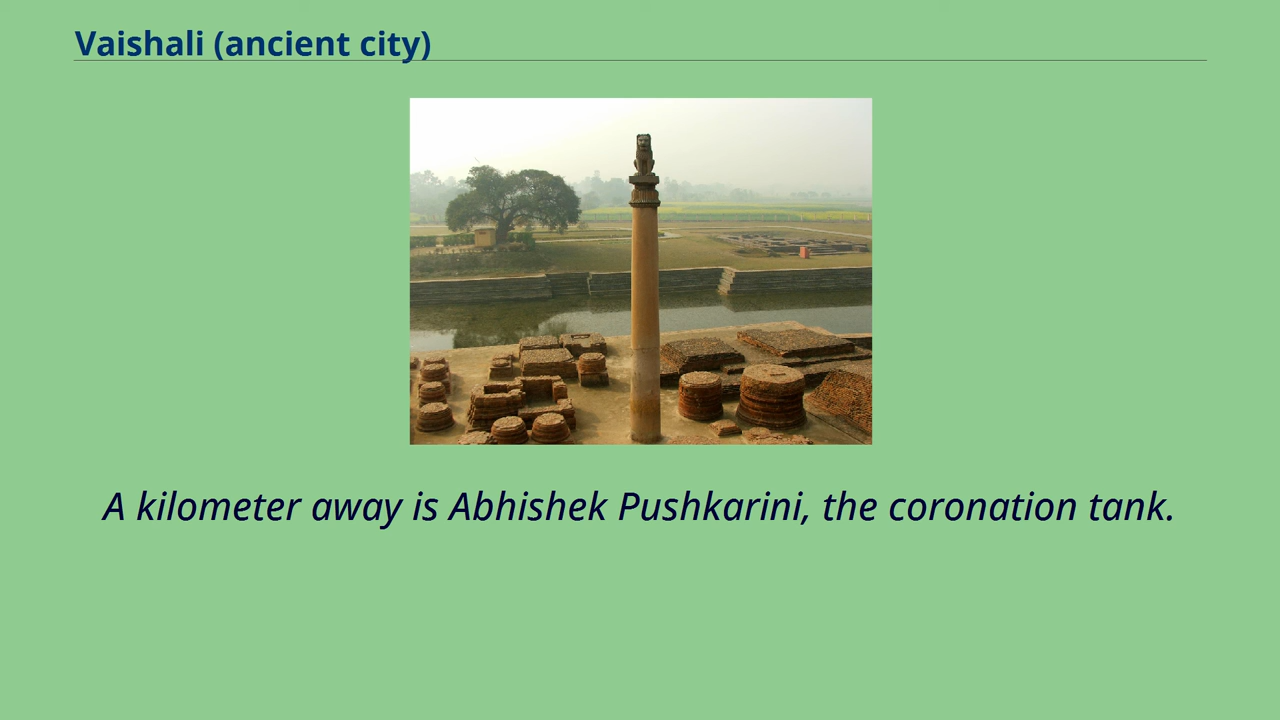 Vaishali (ancient city)
A kilometer away is Abhishek Pushkarini, the coronation tank.